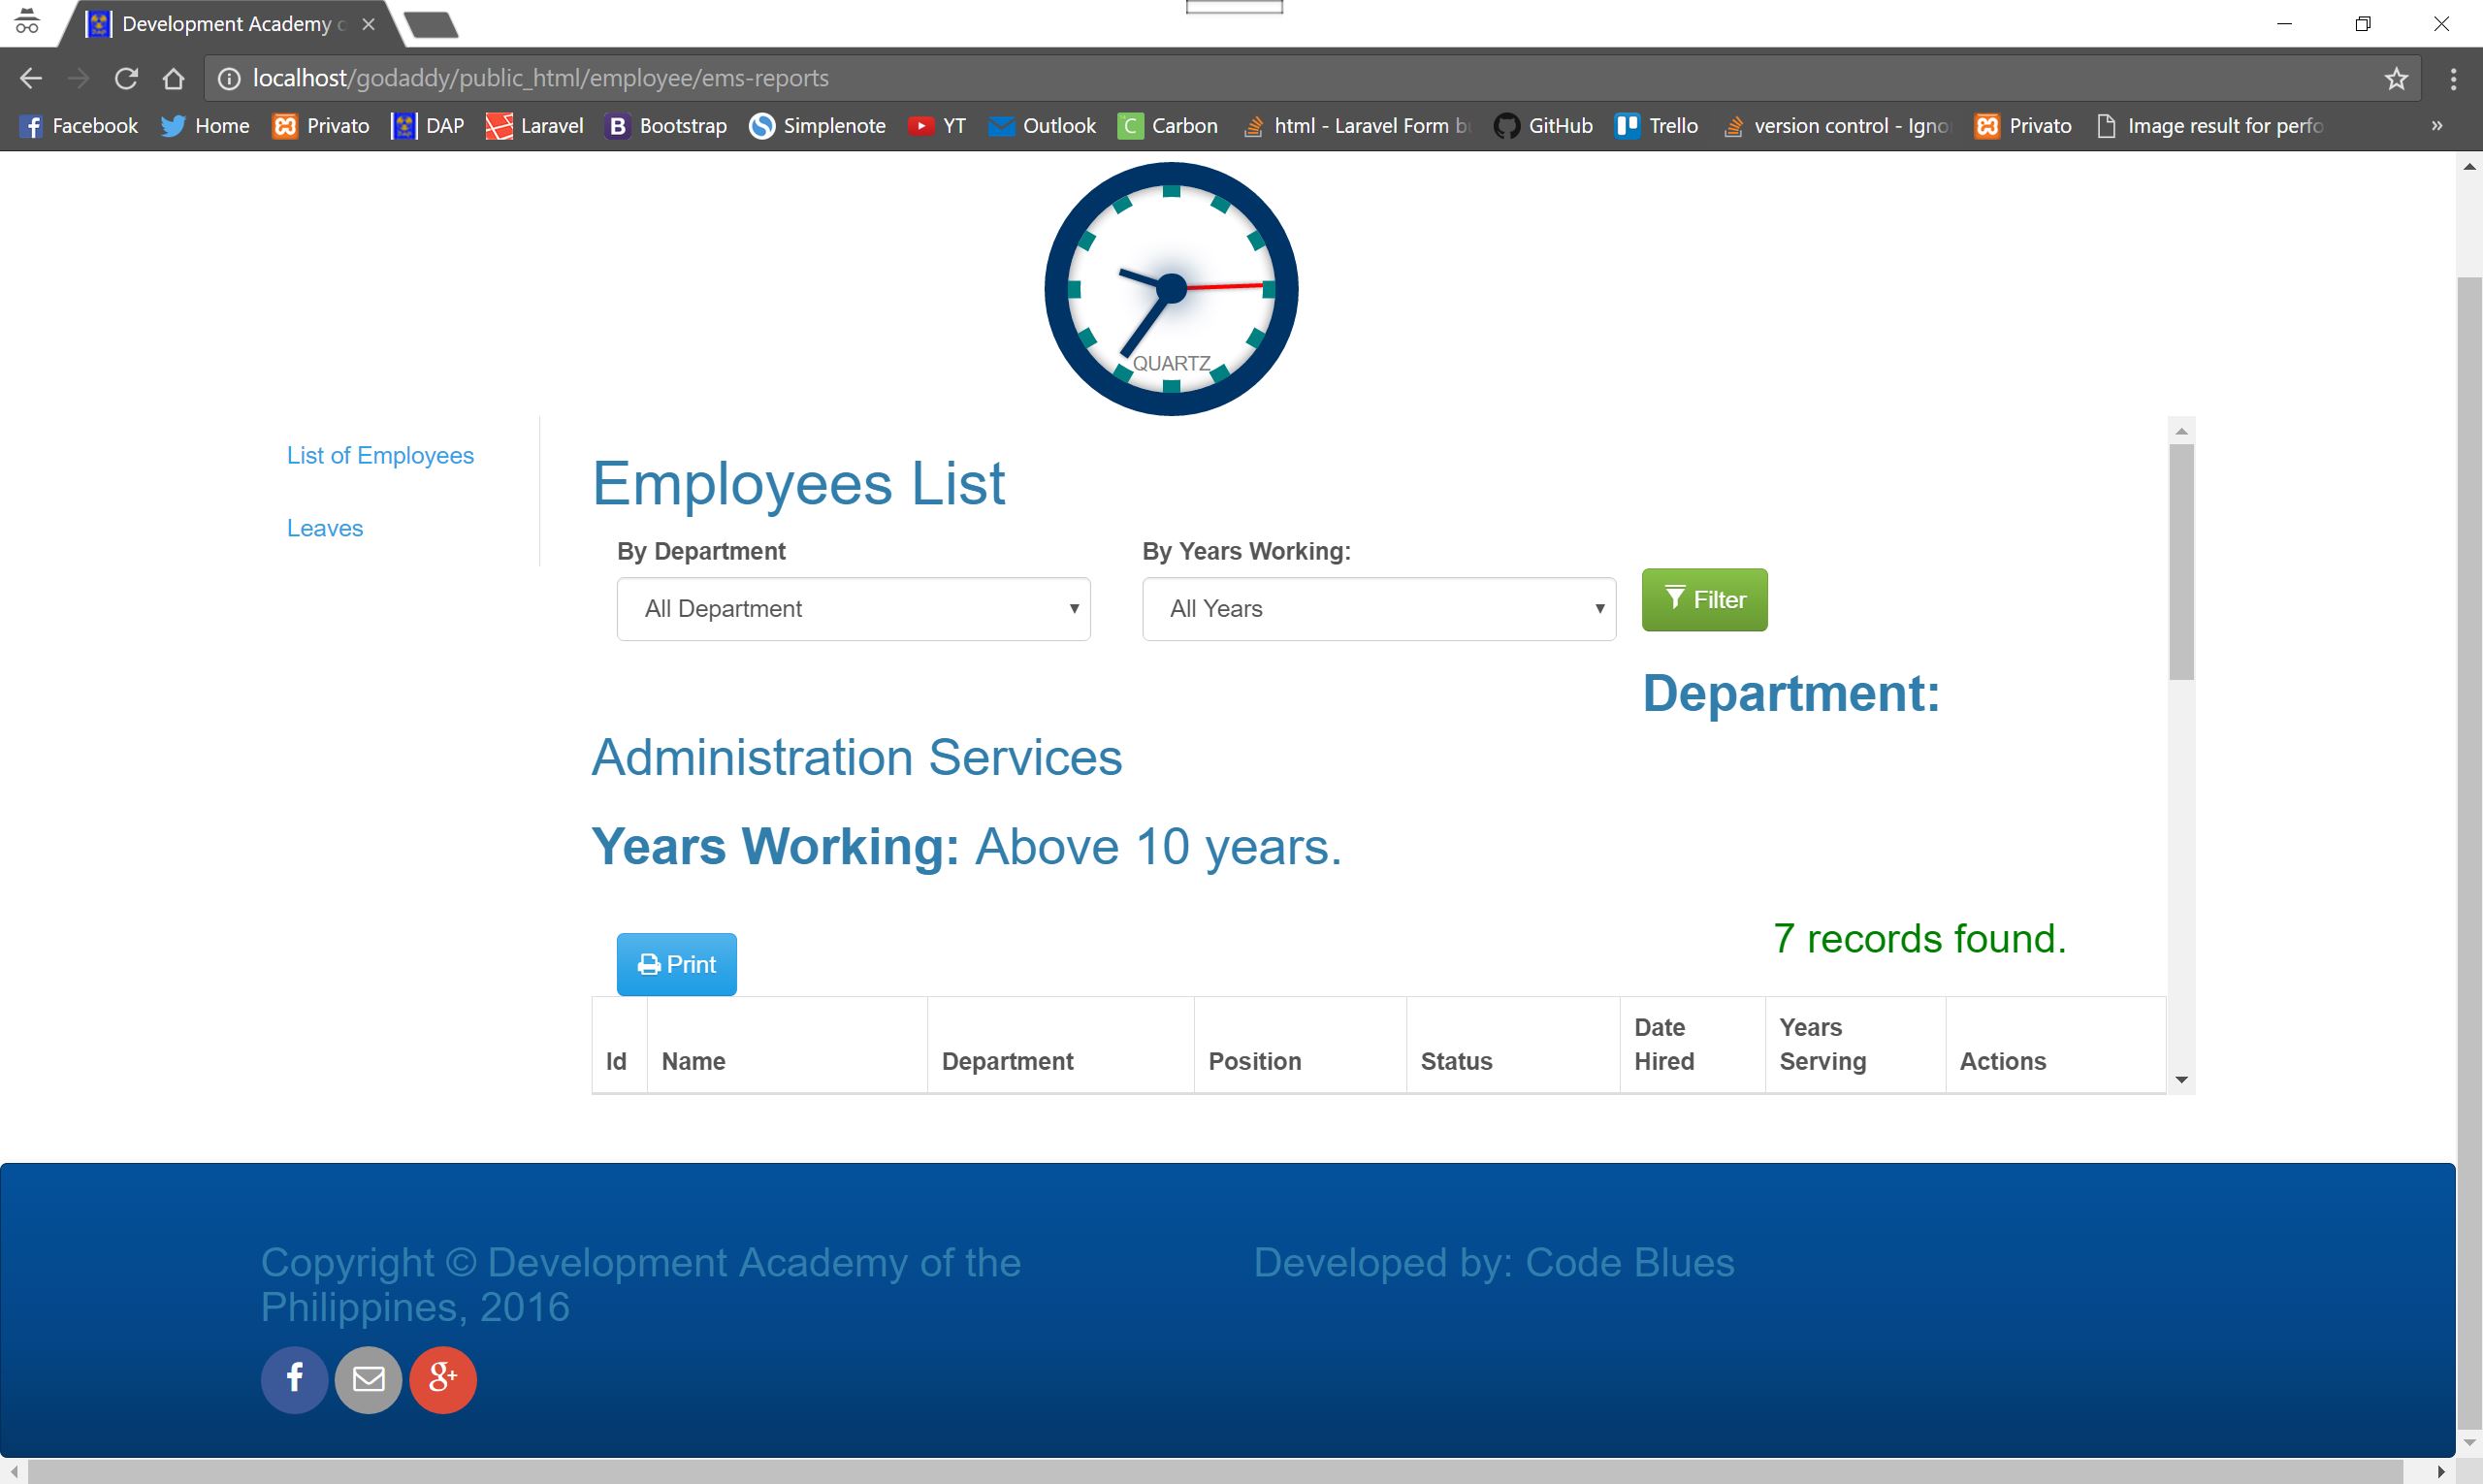 Development Academy o
localhost/godaddy/public_html/employee/ems-reports
Facebook Home Privato DAP Laravel Bootstrap Simplenote YT Outlook Carbon html - Laravel Form bu GitHub Trello version control - Igno Privato Image result for perfo »
QUARTZ
List of Employees
Leaves
Employees List
By Department By Years Working:
All Department All Years Filter
Department:
Administration Services
Years Working: Above 10 years.
7 records found.
Print
Id Name Department Position Status Date Hired Years Serving Actions
Copyright © Development Academy of the
Philippines, 2016
Developed by: Code Blues